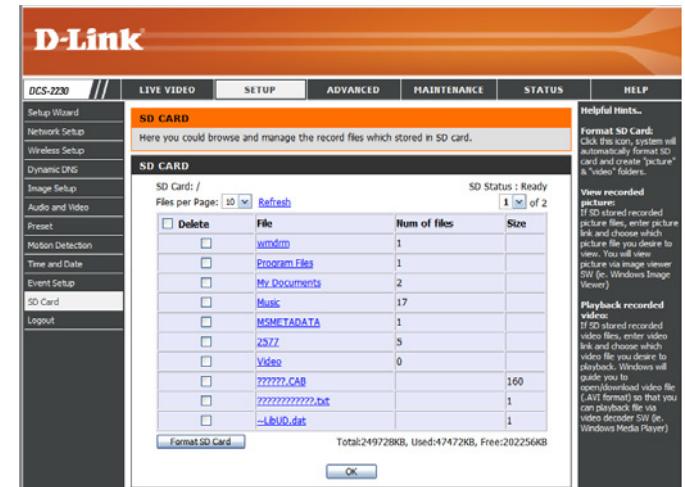 D-Link
DCS-2230
LIVE VIDEO
SETUP
ADVANCED
MAINTENANCE
STATUS
HELP
Setup Wizard
Network Setup
Wireless Setup
Dynamic DNS
Image Setup
Audio and Video
Preset
Motion Detection
Time and Date
Event Setup
SD Card
Logout
SD CARD
Here you could browse and manage the record files which stored in SD card.
SD CARD
SD Card: /
SD Status : Ready
Files per Page: 10 Refresh
1 of 2
Delete File Num of files Size
wmdrm 1
Program Files 1
My Documents 2
Music 17
MSMETADATA 1
2577 5
Video 0
??????.CAB 160
????????????.txt 1
~LibUD.dat 1
Format SD Card
Total:249728KB, Used:47472KB, Free:202256KB
OK
Helpful Hints..
Format SD Card:
Click this icon, system will
automatically format SD
card and create "picture"
& "video" folders.
View recorded
picture:
If SD stored recorded
picture files, enter picture
link and choose which
picture file you desire to
view. You will view
picture via image viewer
SW (ie. Windows Image
Viewer)
Playback recorded
video:
If SD stored recorded
video files, enter video
link and choose which
video file you desire to
playback. Windows will
guide you to
open/download video file
(.AVI format) so that you
can playback file via
video decoder SW (ie.
Windows Media Player)